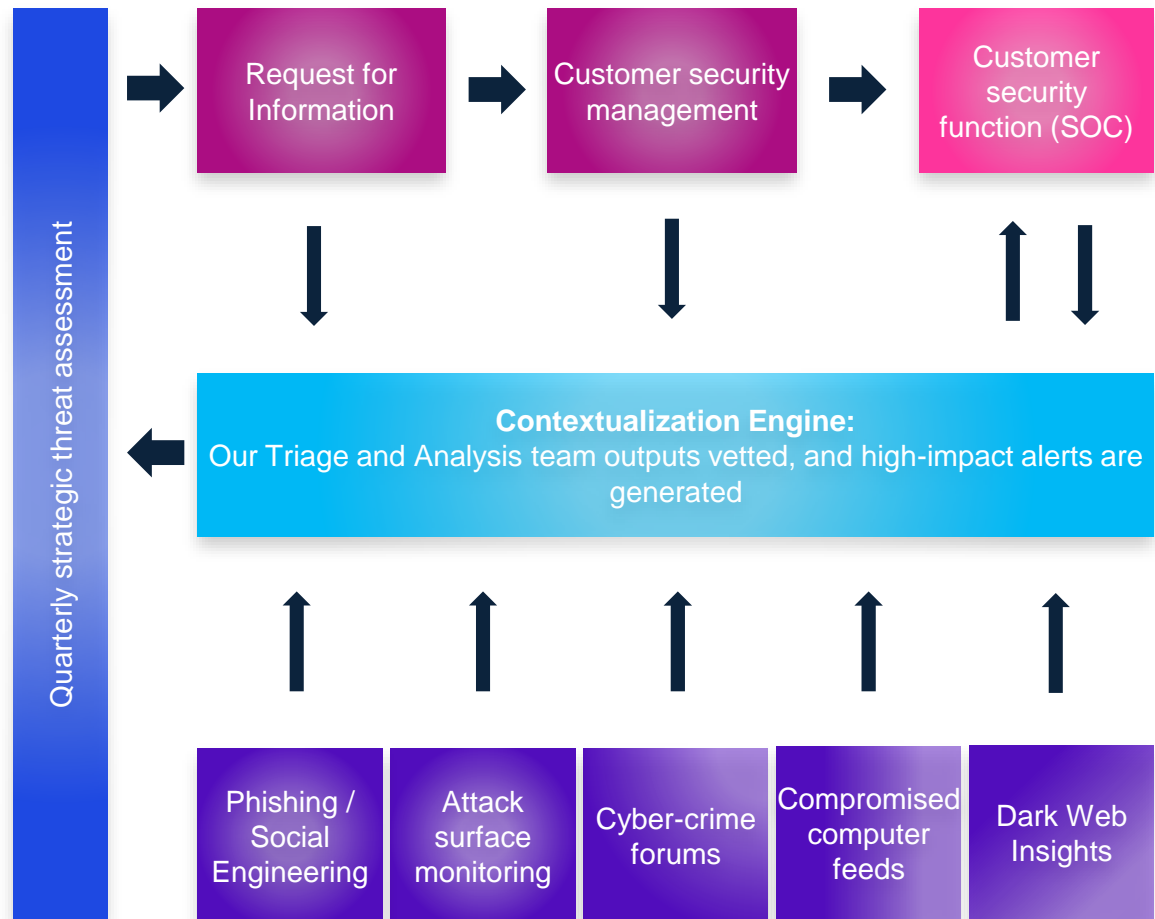 Quarterly strategic threat assessment
Request for
Information
Customer security
management
Customer
security
function (SOC)
Contextualization Engine:
Our Triage and Analysis team outputs vetted, and high-impact alerts are
generated
Phishing /
Social
Engineering
Attack
surface
monitoring
Cyber-crime
forums
Compromised
computer
feeds
Dark Web
Insights